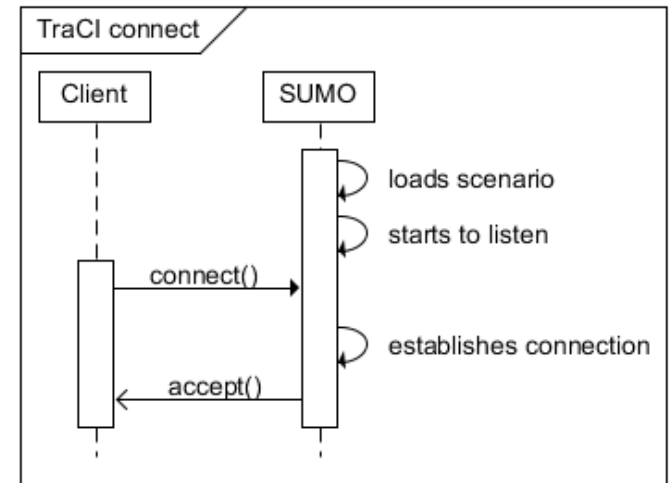 TraCI connect
Client
SUMO
loads scenario
starts to listen
connect()
establishes connection
accept()